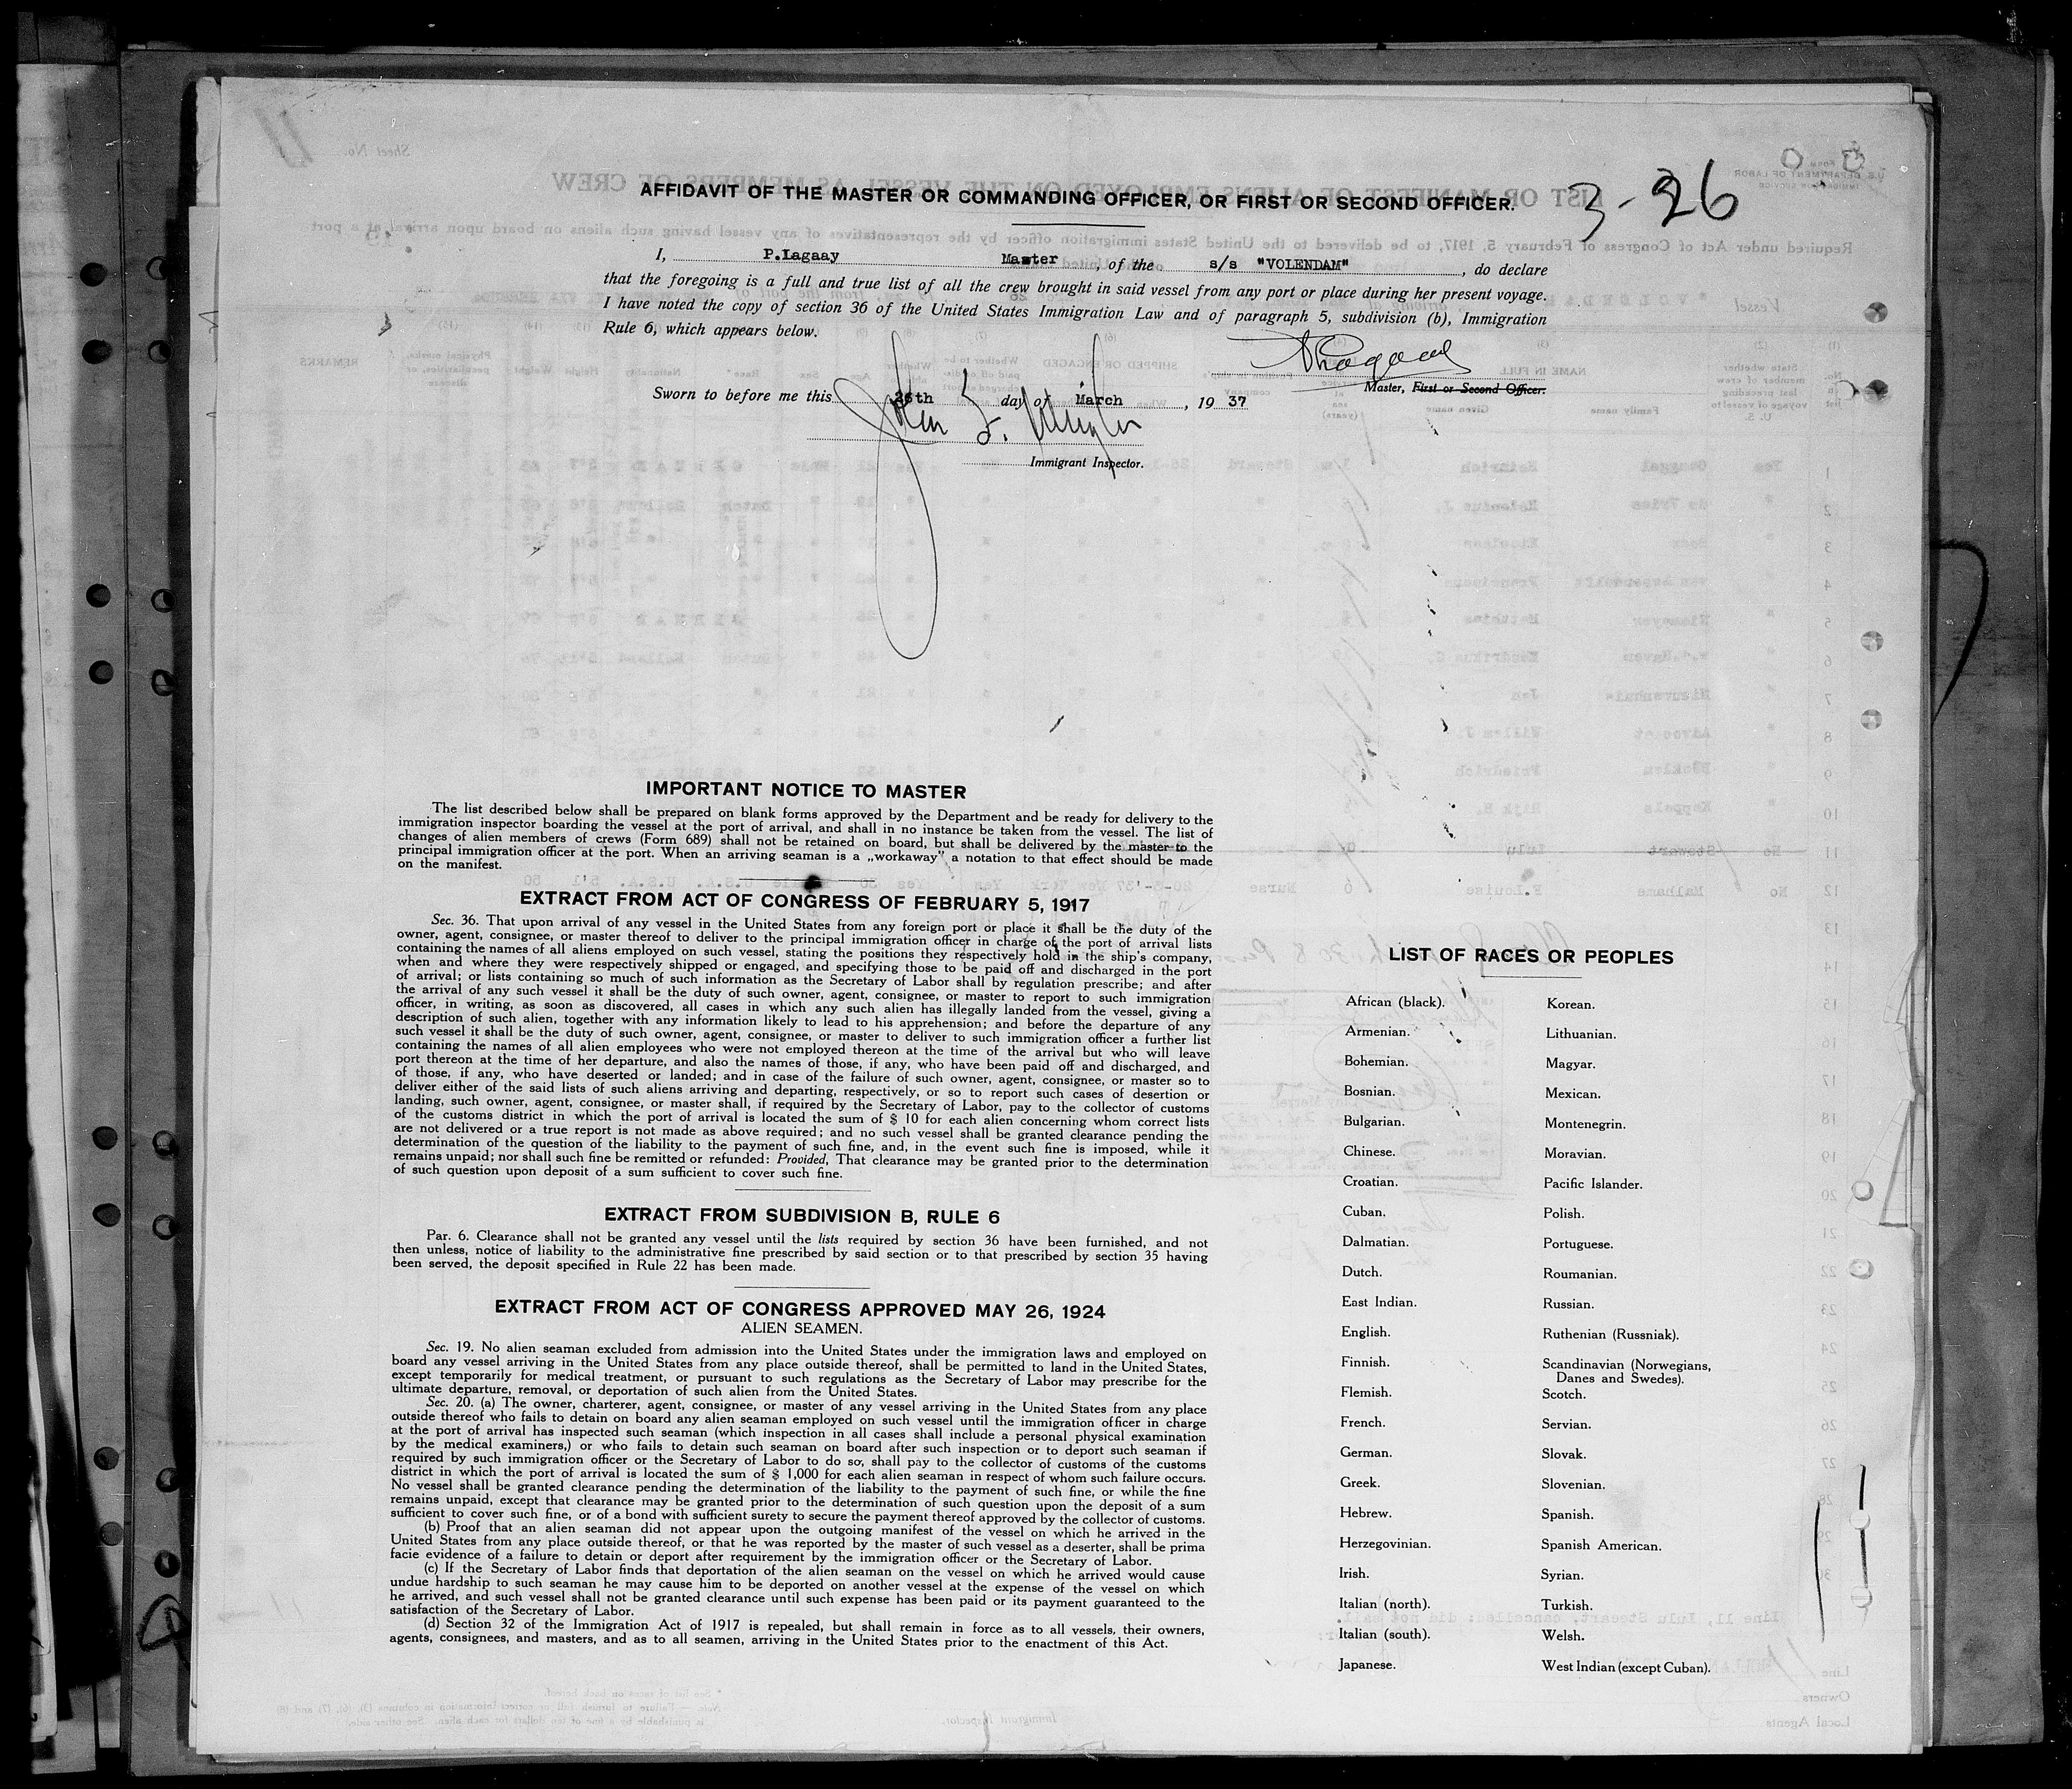 3-26
AFFIDAVIT OF THE MASTER OR COMMANDING OFFICER, OR FIRST OR SECOND OFFICER.
I, P.Lagaay Master, of the s/s "VOLENDAM", do declare
that the foregoing is a full and true list of all the crew brought in said vessel from any port or place during her present voyage.
I have noted the copy of section 36 of the United States Immigration Law and of paragraph 5, subdivision (b), Immigration
Rule 6, which appears below.
Master, First or Second Officer.
Sworn to before me this 26th day of March, 19 37
Immigrant Inspector.
IMPORTANT NOTICE TO MASTER
The list described below shall be prepared on blank forms approved by the Department and be ready for delivery to the
immigration inspector boarding the vessel at the port of arrival, and shall in no instance be taken from the vessel. The list of
changes of alien members of crews (Form 689) shall not be retained on board, but shall be delivered by the master to the
principal immigration officer at the port. When an arriving seaman is a „workaway" a notation to that effect should be made
on the manifest.
EXTRACT FROM ACT OF CONGRESS OF FEBRUARY 5, 1917
Sec. 36. That upon arrival of any vessel in the United States from any foreign port or place it shall be the duty of the
owner, agent, consignee, or master thereof to deliver to the principal immigration officer in charge of the port of arrival lists
containing the names of all aliens employed on such vessel, stating the positions they respectively hold in the ship's company,
when and where they were respectively shipped or engaged, and specifying those to be paid off and discharged in the port
of arrival; or lists containing so much of such information as the Secretary of Labor shall by regulation prescribe; and after
the arrival of any such vessel it shall be the duty of such owner, agent, consignee, or master to report to such immigration
officer, in writing, as soon as discovered, all cases in which any such alien has illegally landed from the vessel, giving a
description of such alien, together with any information likely to lead to his apprehension; and before the departure of any
such vessel it shall be the duty of such owner, agent, consignee, or master to deliver to such immigration officer a further list
containing the names of all alien employees who were not employed thereon at the time of the arrival but who will leave
port thereon at the time of her departure, and also the names of those, if any, who have been paid off and discharged, and
of those, if any, who have deserted or landed; and in case of the failure of such owner, agent, consignee, or master so to
deliver either of the said lists of such aliens arriving and departing, respectively, or so to report such cases of desertion or
landing, such owner, agent, consignee, or master shall, if required by the Secretary of Labor, pay to the collector of customs
of the customs district in which the port of arrival is located the sum of $ 10 for each alien concerning whom correct lists
are not delivered or a true report is not made as above required; and no such vessel shall be granted clearance pending the
determination of the question of the liability to the payment of such fine, and, in the event such fine is imposed, while it
remains unpaid; nor shall such fine be remitted or refunded: Provided, That clearance may be granted prior to the determination
of such question upon deposit of a sum sufficient to cover such fine.
EXTRACT FROM SUBDIVISION B, RULE 6
Par. 6. Clearance shall not be granted any vessel until the lists required by section 36 have been furnished, and not
then unless, notice of liability to the administrative fine prescribed by said section or to that prescribed by section 35 having
been served, the deposit specified in Rule 22 has been made.
EXTRACT FROM ACT OF CONGRESS APPROVED MAY 26, 1924
ALIEN SEAMEN.
Sec. 19. No alien seaman excluded from admission into the United States under the immigration laws and employed on
board any vessel arriving in the United States from any place outside thereof, shall be permitted to land in the United States,
except temporarily for medical treatment, or pursuant to such regulations as the Secretary of Labor may prescribe for the
ultimate departure, removal, or deportation of such alien from the United States.
Sec. 20. (a) The owner, charterer, agent, consignee, or master of any vessel arriving in the United States from any place
outside thereof who fails to detain on board any alien seaman employed on such vessel until the immigration officer in charge
at the port of arrival has inspected such seaman (which inspection in all cases shall include a personal physical examination
by the medical examiners,) or who fails to detain such seaman on board after such inspection or to deport such seaman if
required by such immigration officer or the Secretary of Labor to do so, shall pay to the collector of customs of the customs
district in which the port of arrival is located the sum of $ 1,000 for each alien seaman in respect of whom such failure occurs.
No vessel shall be granted clearance pending the determination of the liability to the payment of such fine, or while the fine
remains unpaid, except that clearance may be granted prior to the determination of such question upon the deposit of a sum
sufficient to cover such fine, or of a bond with sufficient surety to secure the payment thereof approved by the collector of customs.
(b) Proof that an alien seaman did not appear upon the outgoing manifest of the vessel on which he arrived in the
United States from any place outside thereof, or that he was reported by the master of such vessel as a deserter, shall be prima
facie evidence of a failure to detain or deport after requirement by the immigration officer or the Secretary of Labor.
(c) If the Secretary of Labor finds that deportation of the alien seaman on the vessel on which he arrived would cause
undue hardship to such seaman he may cause him to be deported on another vessel at the expense of the vessel on which
he arrived, and such vessel shall not be granted clearance until such expense has been paid or its payment guaranteed to the
satisfaction of the Secretary of Labor.
(d) Section 32 of the Immigration Act of 1917 is repealed, but shall remain in force as to all vessels, their owners,
agents, consignees, and masters, and as to all seamen, arriving in the United States prior to the enactment of this Act.
LIST OF RACES OR PEOPLES
African (black).
Armenian.
Bohemian.
Bosnian.
Bulgarian.
Chinese.
Croatian.
Cuban.
Dalmatian.
Dutch.
East Indian.
English.
Finnish.
Flemish.
French.
German.
Greek.
Hebrew.
Herzegovinian.
Irish.
Italian (north).
Italian (south).
Japanese.
Korean.
Lithuanian.
Magyar.
Mexican.
Montenegrin.
Moravian.
Pacific Islander.
Polish.
Portuguese.
Roumanian.
Russian.
Ruthenian (Russniak).
Scandinavian (Norwegians,
Danes and Swedes).
Scotch.
Servian.
Slovak.
Slovenian.
Spanish.
Spanish American.
Syrian.
Turkish.
Welsh.
West Indian (except Cuban).